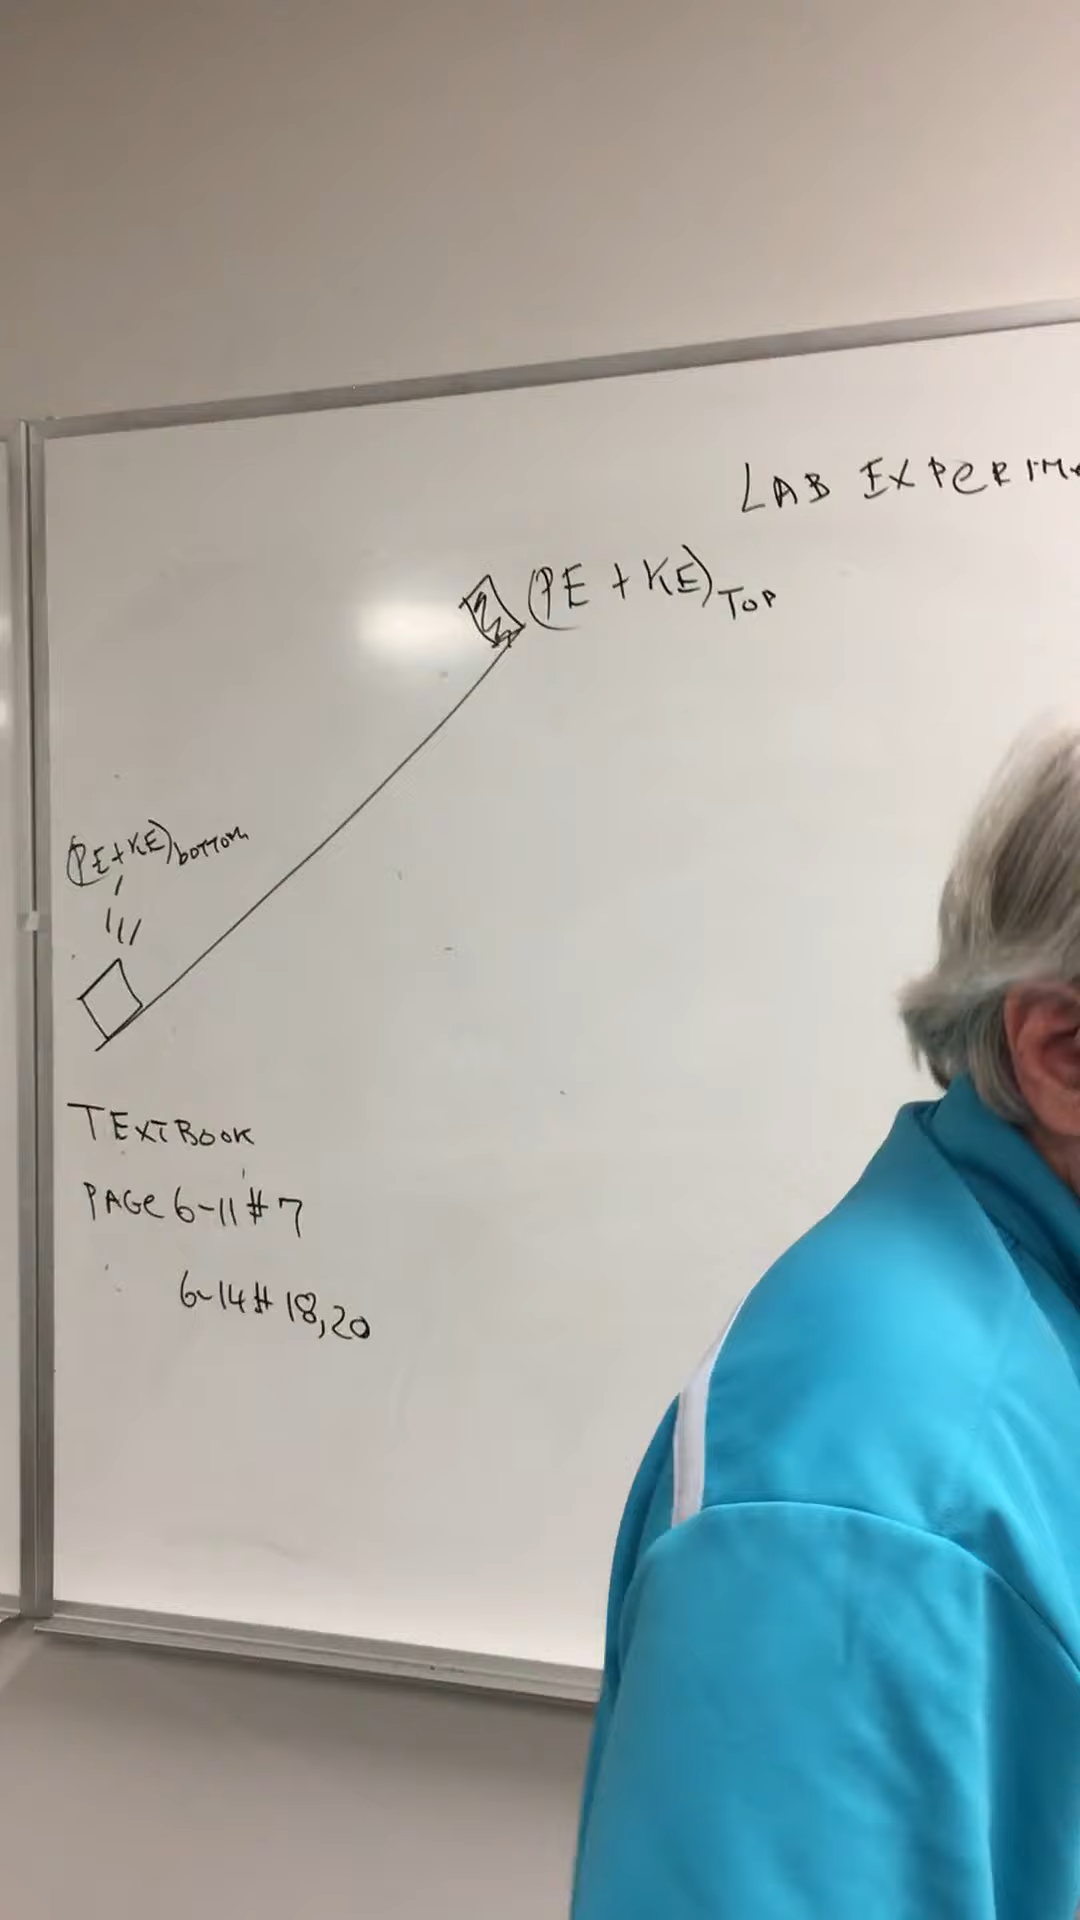 LAB EXPERIM
(PE + KE) TOP
(PE + KE) bottom
TEXTBOOK
PAGE 6-11 # 7
6-14 # 18,20